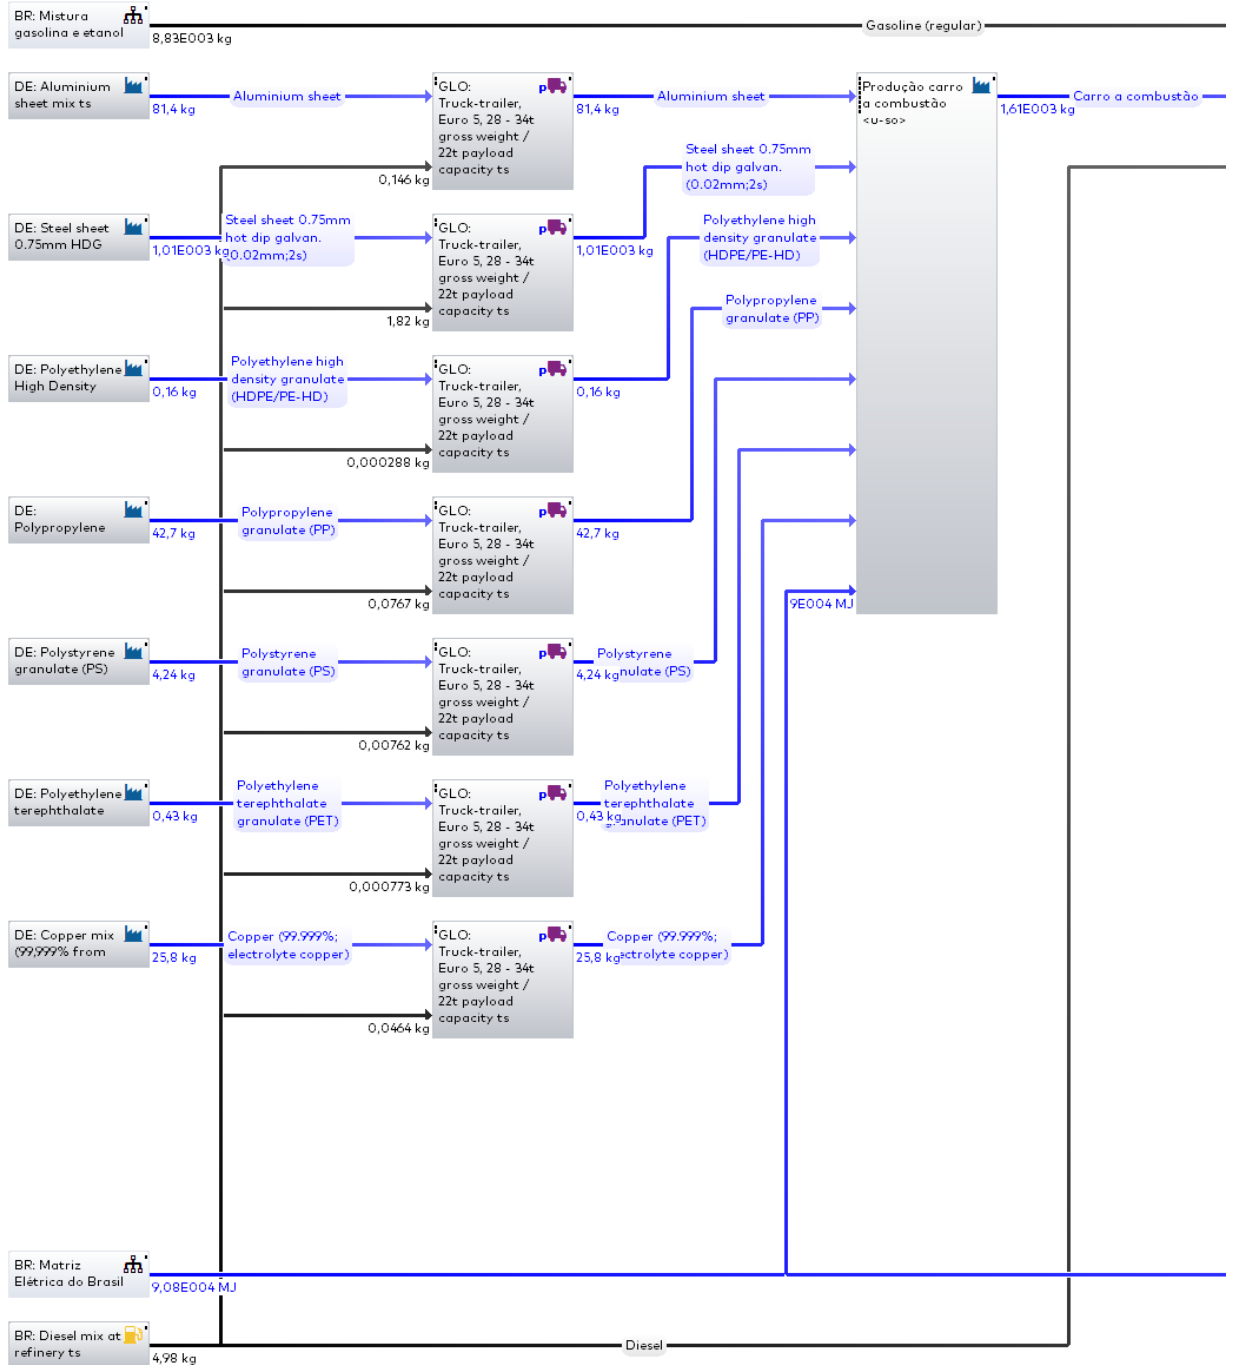 BR: Mistura
gasolina e etanol
8,83E003 kg
Gasoline (regular)
DE: Aluminium
sheet mix ts
81,4 kg
Aluminium sheet
GLO:
Truck-trailer,
Euro 5, 28 - 34t
gross weight /
22t payload
capacity ts
p
81,4 kg
Aluminium sheet
0,146 kg
Produção carro
a combustão
<u-so>
1,61E003 kg
Carro a combustão
DE: Steel sheet
0.75mm HDG
1,01E003 kg
Steel sheet 0.75mm
hot dip galvan.
(0.02mm;2s)
GLO:
Truck-trailer,
Euro 5, 28 - 34t
gross weight /
22t payload
capacity ts
p
1,01E003 kg
Steel sheet 0.75mm
hot dip galvan.
(0.02mm;2s)
1,82 kg
DE: Polyethylene
High Density
0,16 kg
Polyethylene high
density granulate
(HDPE/PE-HD)
GLO:
Truck-trailer,
Euro 5, 28 - 34t
gross weight /
22t payload
capacity ts
p
0,16 kg
Polyethylene high
density granulate
(HDPE/PE-HD)
0,000288 kg
DE:
Polypropylene
42,7 kg
Polypropylene
granulate (PP)
GLO:
Truck-trailer,
Euro 5, 28 - 34t
gross weight /
22t payload
capacity ts
p
42,7 kg
Polypropylene
granulate (PP)
0,0767 kg
9E004 MJ
DE: Polystyrene
granulate (PS)
4,24 kg
Polystyrene
granulate (PS)
GLO:
Truck-trailer,
Euro 5, 28 - 34t
gross weight /
22t payload
capacity ts
p
4,24 kg
Polystyrene
nulate (PS)
0,00762 kg
DE: Polyethylene
terephthalate
0,43 kg
Polyethylene
terephthalate
granulate (PET)
GLO:
Truck-trailer,
Euro 5, 28 - 34t
gross weight /
22t payload
capacity ts
p
0,43 kg
Polyethylene
terephthalate
granulate (PET)
0,000773 kg
DE: Copper mix
(99,999% from
25,8 kg
Copper (99.999%;
electrolyte copper)
GLO:
Truck-trailer,
Euro 5, 28 - 34t
gross weight /
22t payload
capacity ts
p
25,8 kg
Copper (99.999%;
ectrolyte copper)
0,0464 kg
BR: Matriz
Elétrica do Brasil
9,08E004 MJ
BR: Diesel mix at
refinery ts
4,98 kg
Diesel